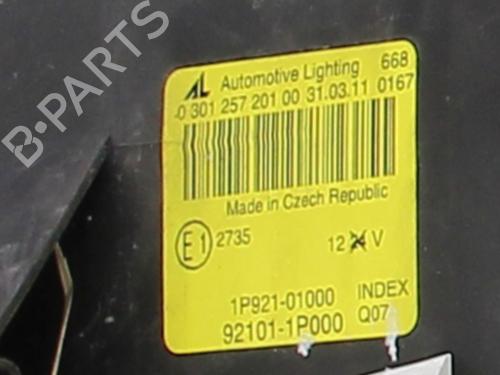 B-PARTS
AL Automotive Lighting 668
0 301 257 201 00 31.03.11 0167
Made in Czech Republic
E1 2735 12 V
1P921-01000 INDEX
92101-1P000 Q07